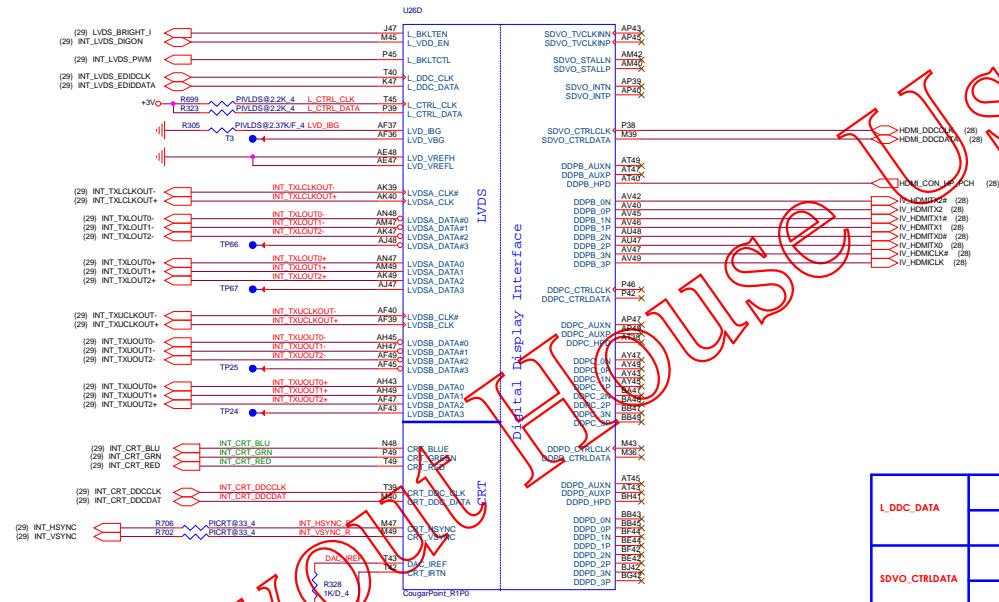 U26D
(29) LVDS_BRIGHT_I J47 L_BKLTEN SDVO_TVCLKINN AP43
(29) INT_LVDS_DIGON M45 L_VDD_EN SDVO_TVCLKINP AP45
(29) INT_LVDS_PWM P45 L_BKLTCTL SDVO_STALLN AM42
SDVO_STALLP AM40
(29) INT_LVDS_EDIDCLK T40 L_DDC_CLK
(29) INT_LVDS_EDIDDATA K47 L_DDC_DATA SDVO_INTN AP39
SDVO_INTP AP40
+3V R699 PIVLDS@2.2K_4 L_CTRL_CLK T45 L_CTRL_CLK
R323 PIVLDS@2.2K_4 L_CTRL_DATA P39 L_CTRL_DATA
R305 PIVLDS@2.37K/F_4 LVD_IBG AF37 LVD_IBG SDVO_CTRLCLK P38 HDMI_DDCCLK (28)
T3 AF36 LVD_VBG SDVO_CTRLDATA M39 HDMI_DDCDATA (28)
AE48 LVD_VREFH
AE47 LVD_VREFL DDPB_AUXN AT49
DDPB_AUXP AT47
DDPB_HPD AT40 HDMI_CON_HP_PCH (28)
(29) INT_TXLCLKOUT- INT_TXLCLKOUT- AK39 LVDSA_CLK#
(29) INT_TXLCLKOUT+ INT_TXLCLKOUT+ AK40 LVDSA_CLK
LVDS
DDPB_0N AV42 IV_HDMITX2# (28)
DDPB_0P AV40 IV_HDMITX2 (28)
DDPB_1N AV45 IV_HDMITX1# (28)
DDPB_1P AV46 IV_HDMITX1 (28)
DDPB_2N AU48 IV_HDMITX0# (28)
DDPB_2P AU47 IV_HDMITX0 (28)
DDPB_3N AV47 IV_HDMICLK# (28)
DDPB_3P AV49 IV_HDMICLK (28)
(29) INT_TXLOUT0- INT_TXLOUT0- AN48 LVDSA_DATA#0
(29) INT_TXLOUT1- INT_TXLOUT1- AM47 LVDSA_DATA#1
(29) INT_TXLOUT2- INT_TXLOUT2- AK47 LVDSA_DATA#2
TP66 AJ48 LVDSA_DATA#3
(29) INT_TXLOUT0+ INT_TXLOUT0+ AN47 LVDSA_DATA0
(29) INT_TXLOUT1+ INT_TXLOUT1+ AM49 LVDSA_DATA1
(29) INT_TXLOUT2+ INT_TXLOUT2+ AK49 LVDSA_DATA2
TP67 AJ47 LVDSA_DATA3
Digital Display Interface
DDPC_CTRLCLK P46
DDPC_CTRLDATA P42
(29) INT_TXUCLKOUT- INT_TXUCLKOUT- AF40 LVDSB_CLK#
(29) INT_TXUCLKOUT+ INT_TXUCLKOUT+ AF39 LVDSB_CLK
DDPC_AUXN AP47
DDPC_AUXP AP49
DDPC_HPD AT38
(29) INT_TXUOUT0- INT_TXUOUT0- AH45 LVDSB_DATA#0
(29) INT_TXUOUT1- INT_TXUOUT1- AH47 LVDSB_DATA#1
(29) INT_TXUOUT2- INT_TXUOUT2- AF49 LVDSB_DATA#2
TP25 AF45 LVDSB_DATA#3
DDPC_0N AY47
DDPC_0P AY49
DDPC_1N AY43
DDPC_1P AY45
DDPC_2N BA47
DDPC_2P BA48
DDPC_3N BB47
DDPC_3P BB49
(29) INT_TXUOUT0+ INT_TXUOUT0+ AH43 LVDSB_DATA0
(29) INT_TXUOUT1+ INT_TXUOUT1+ AH49 LVDSB_DATA1
(29) INT_TXUOUT2+ INT_TXUOUT2+ AF47 LVDSB_DATA2
TP24 AF43 LVDSB_DATA3
(29) INT_CRT_BLU INT_CRT_BLU N48 CRT_BLUE DDPD_CTRLCLK M43
(29) INT_CRT_GRN INT_CRT_GRN P49 CRT_GREEN DDPD_CTRLDATA M36
(29) INT_CRT_RED INT_CRT_RED T49 CRT_RED
CRT
DDPD_AUXN AT45
DDPD_AUXP AT43
DDPD_HPD BH41
(29) INT_CRT_DDCCLK INT_CRT_DDCCLK T39 CRT_DDC_CLK
(29) INT_CRT_DDCDAT INT_CRT_DDCDAT M40 CRT_DDC_DATA
(29) INT_HSYNC R706 PICRT@33_4 INT_HSYNC_R M47 CRT_HSYNC
(29) INT_VSYNC R702 PICRT@33_4 INT_VSYNC_R M49 CRT_VSYNC
DDPD_0N BB43
DDPD_0P BB45
DDPD_1N BF44
DDPD_1P BE44
DDPD_2N BF42
DDPD_2P BE42
DDPD_3N BJ42
DDPD_3P BG42
DAC_IREF T43 DAC_IREF
T42 CRT_IRTN
R328
1K/D_4
CougarPoint_R1P0
L_DDC_DATA
SDVO_CTRLDATA
House